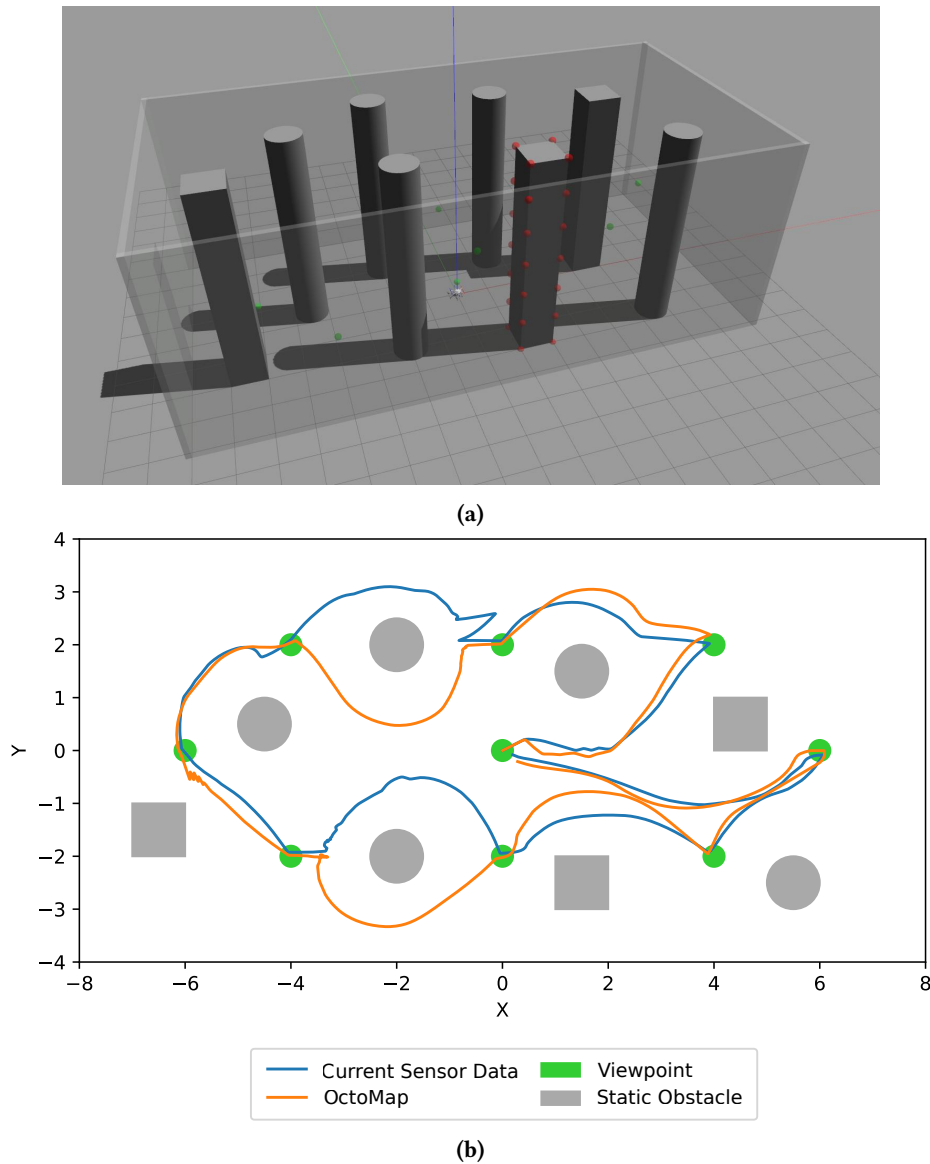 (a)
4
3
2
1
0
−1
−2
−3
−4
Y
−8 −6 −4 −2 0 2 4 6 8
X
Current Sensor Data Viewpoint
OctoMap Static Obstacle
(b)